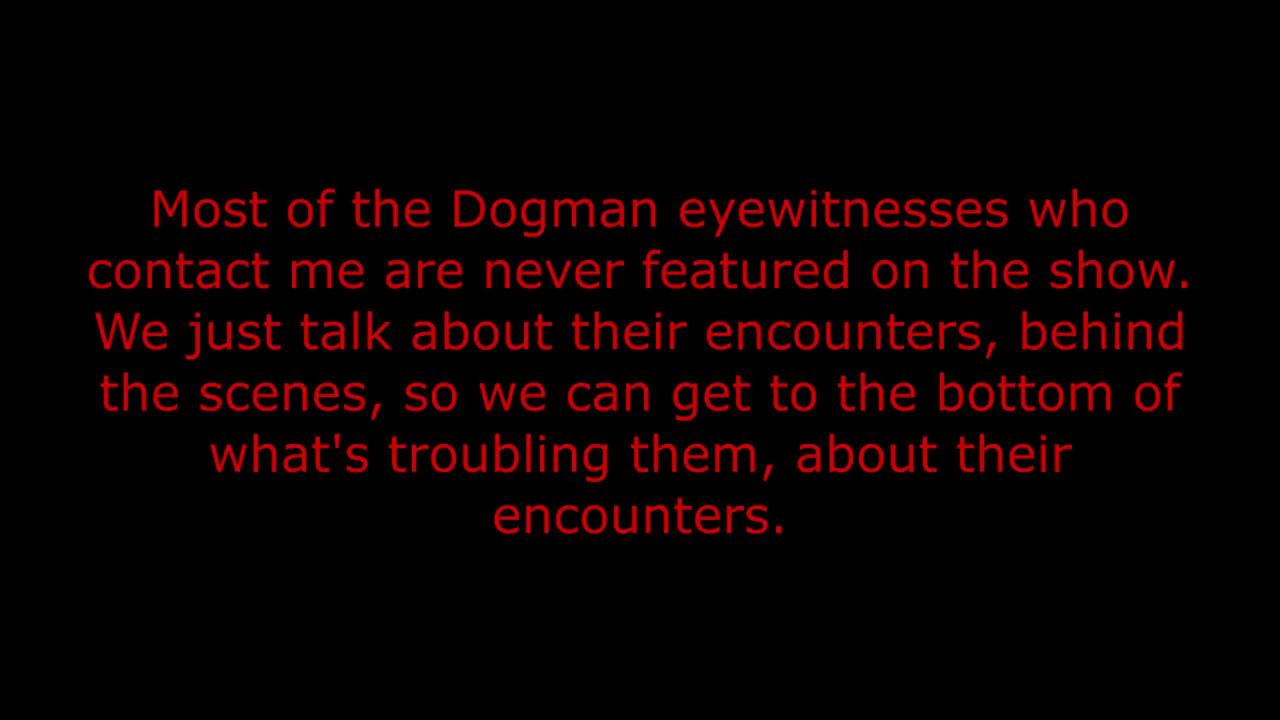 Most of the Dogman eyewitnesses who
contact me are never featured on the show.
We just talk about their encounters, behind
the scenes, so we can get to the bottom of
what's troubling them, about their
encounters.